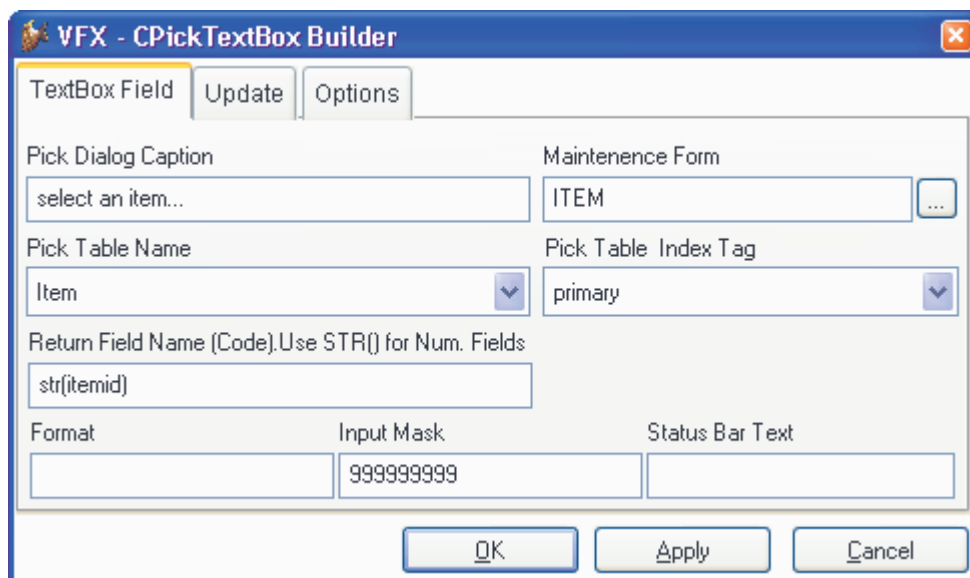 VFX - CPickTextBox Builder
TextBox Field Update Options
Pick Dialog Caption Maintenence Form
select an item... ITEM ...
Pick Table Name Pick Table Index Tag
Item primary
Return Field Name (Code).Use STR() for Num. Fields
str(itemid)
Format Input Mask Status Bar Text
999999999
OK Apply Cancel